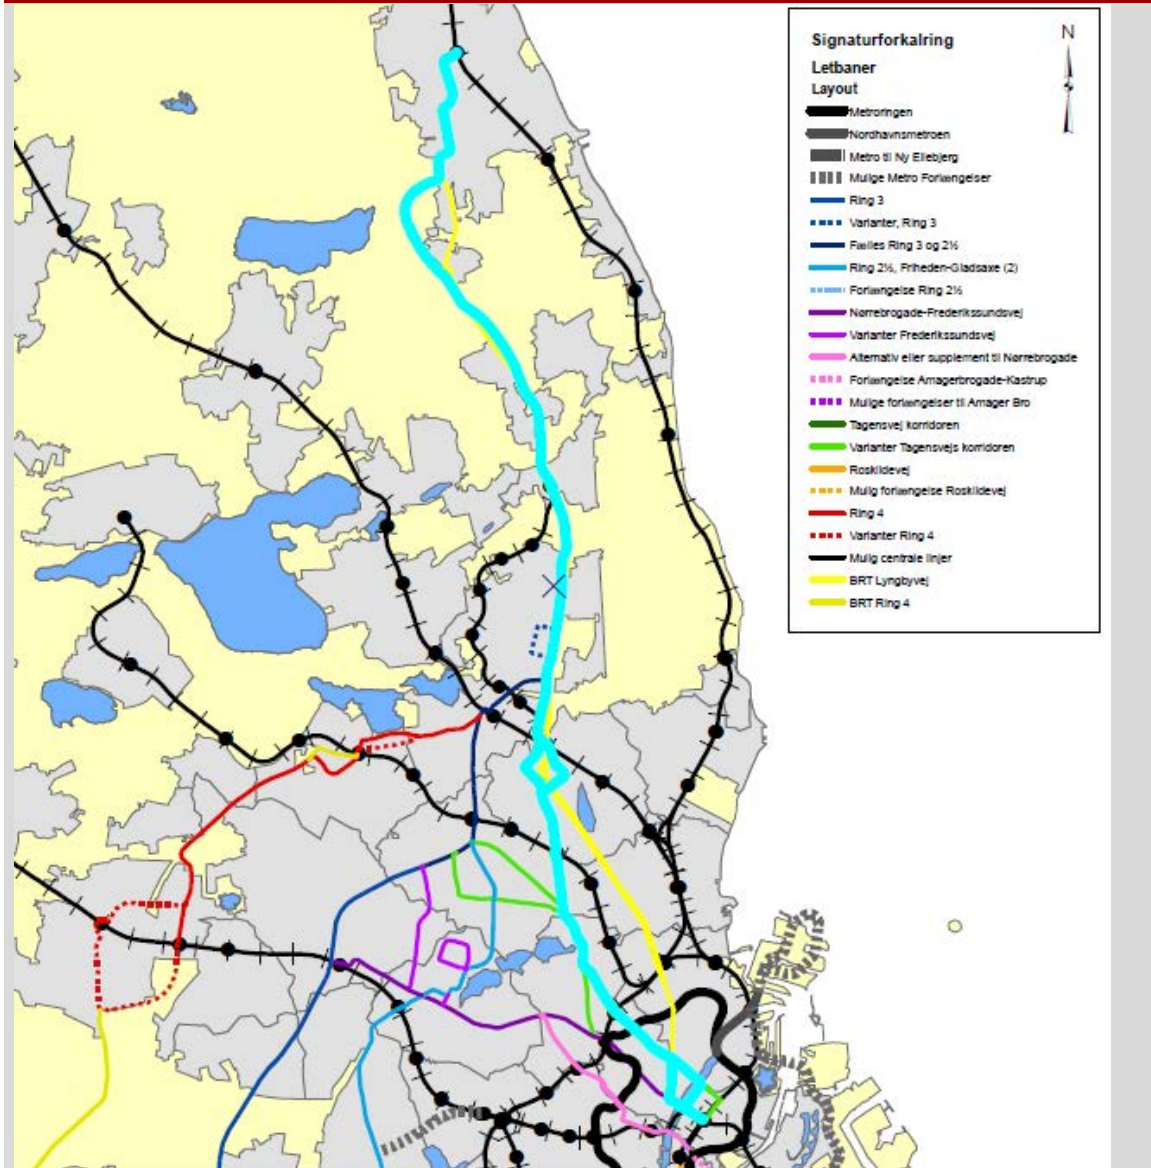 Signaturforkalring
N
Letbaner
Layout
Metroringen
Nordhavnsmetroen
Metro til Ny Ellebjerg
Mulige Metro Forlængelser
Ring 3
Varianter, Ring 3
Fælles Ring 3 og 2½
Ring 2½, Friheden-Gladsaxe (2)
Forlængelse Ring 2½
Nørrebrogade-Frederikssundsvej
Varianter Frederikssundsvej
Alternativ eller supplement til Nørrebrogade
Forlængelse Amagerbrogade-Kastrup
Mulige forlængelser til Amager Bro
Tagensvej korridoren
Varianter Tagensvejs korridoren
Roskildevej
Mulig forlængelse Roskildevej
Ring 4
Varianter Ring 4
Mulig centrale linjer
BRT Lyngbyvej
BRT Ring 4